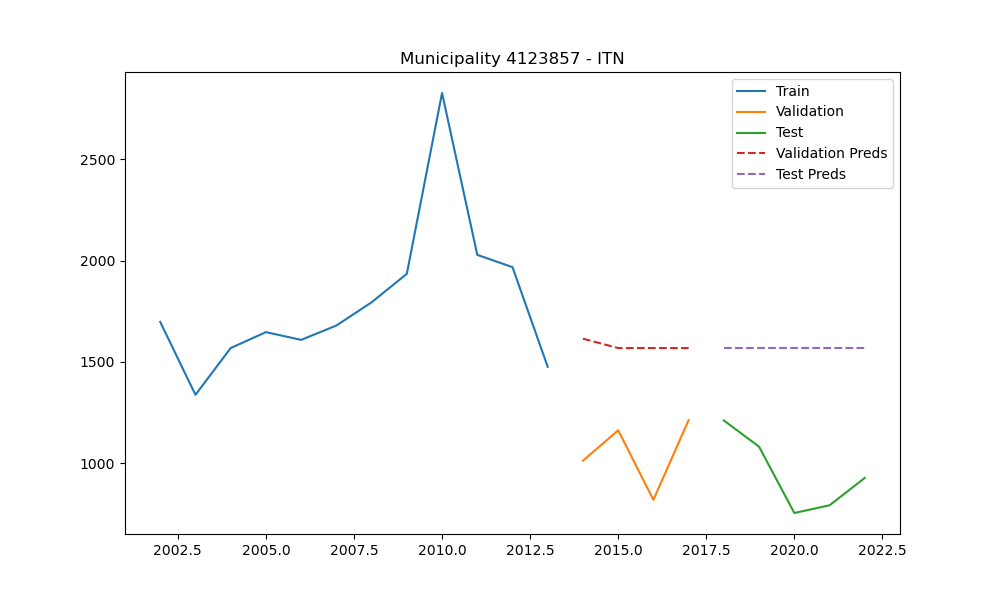 Municipality 4123857 - ITN
Train
Validation
Test
Validation Preds
Test Preds
2500
2000
1500
1000
2002.5 2005.0 2007.5 2010.0 2012.5 2015.0 2017.5 2020.0 2022.5